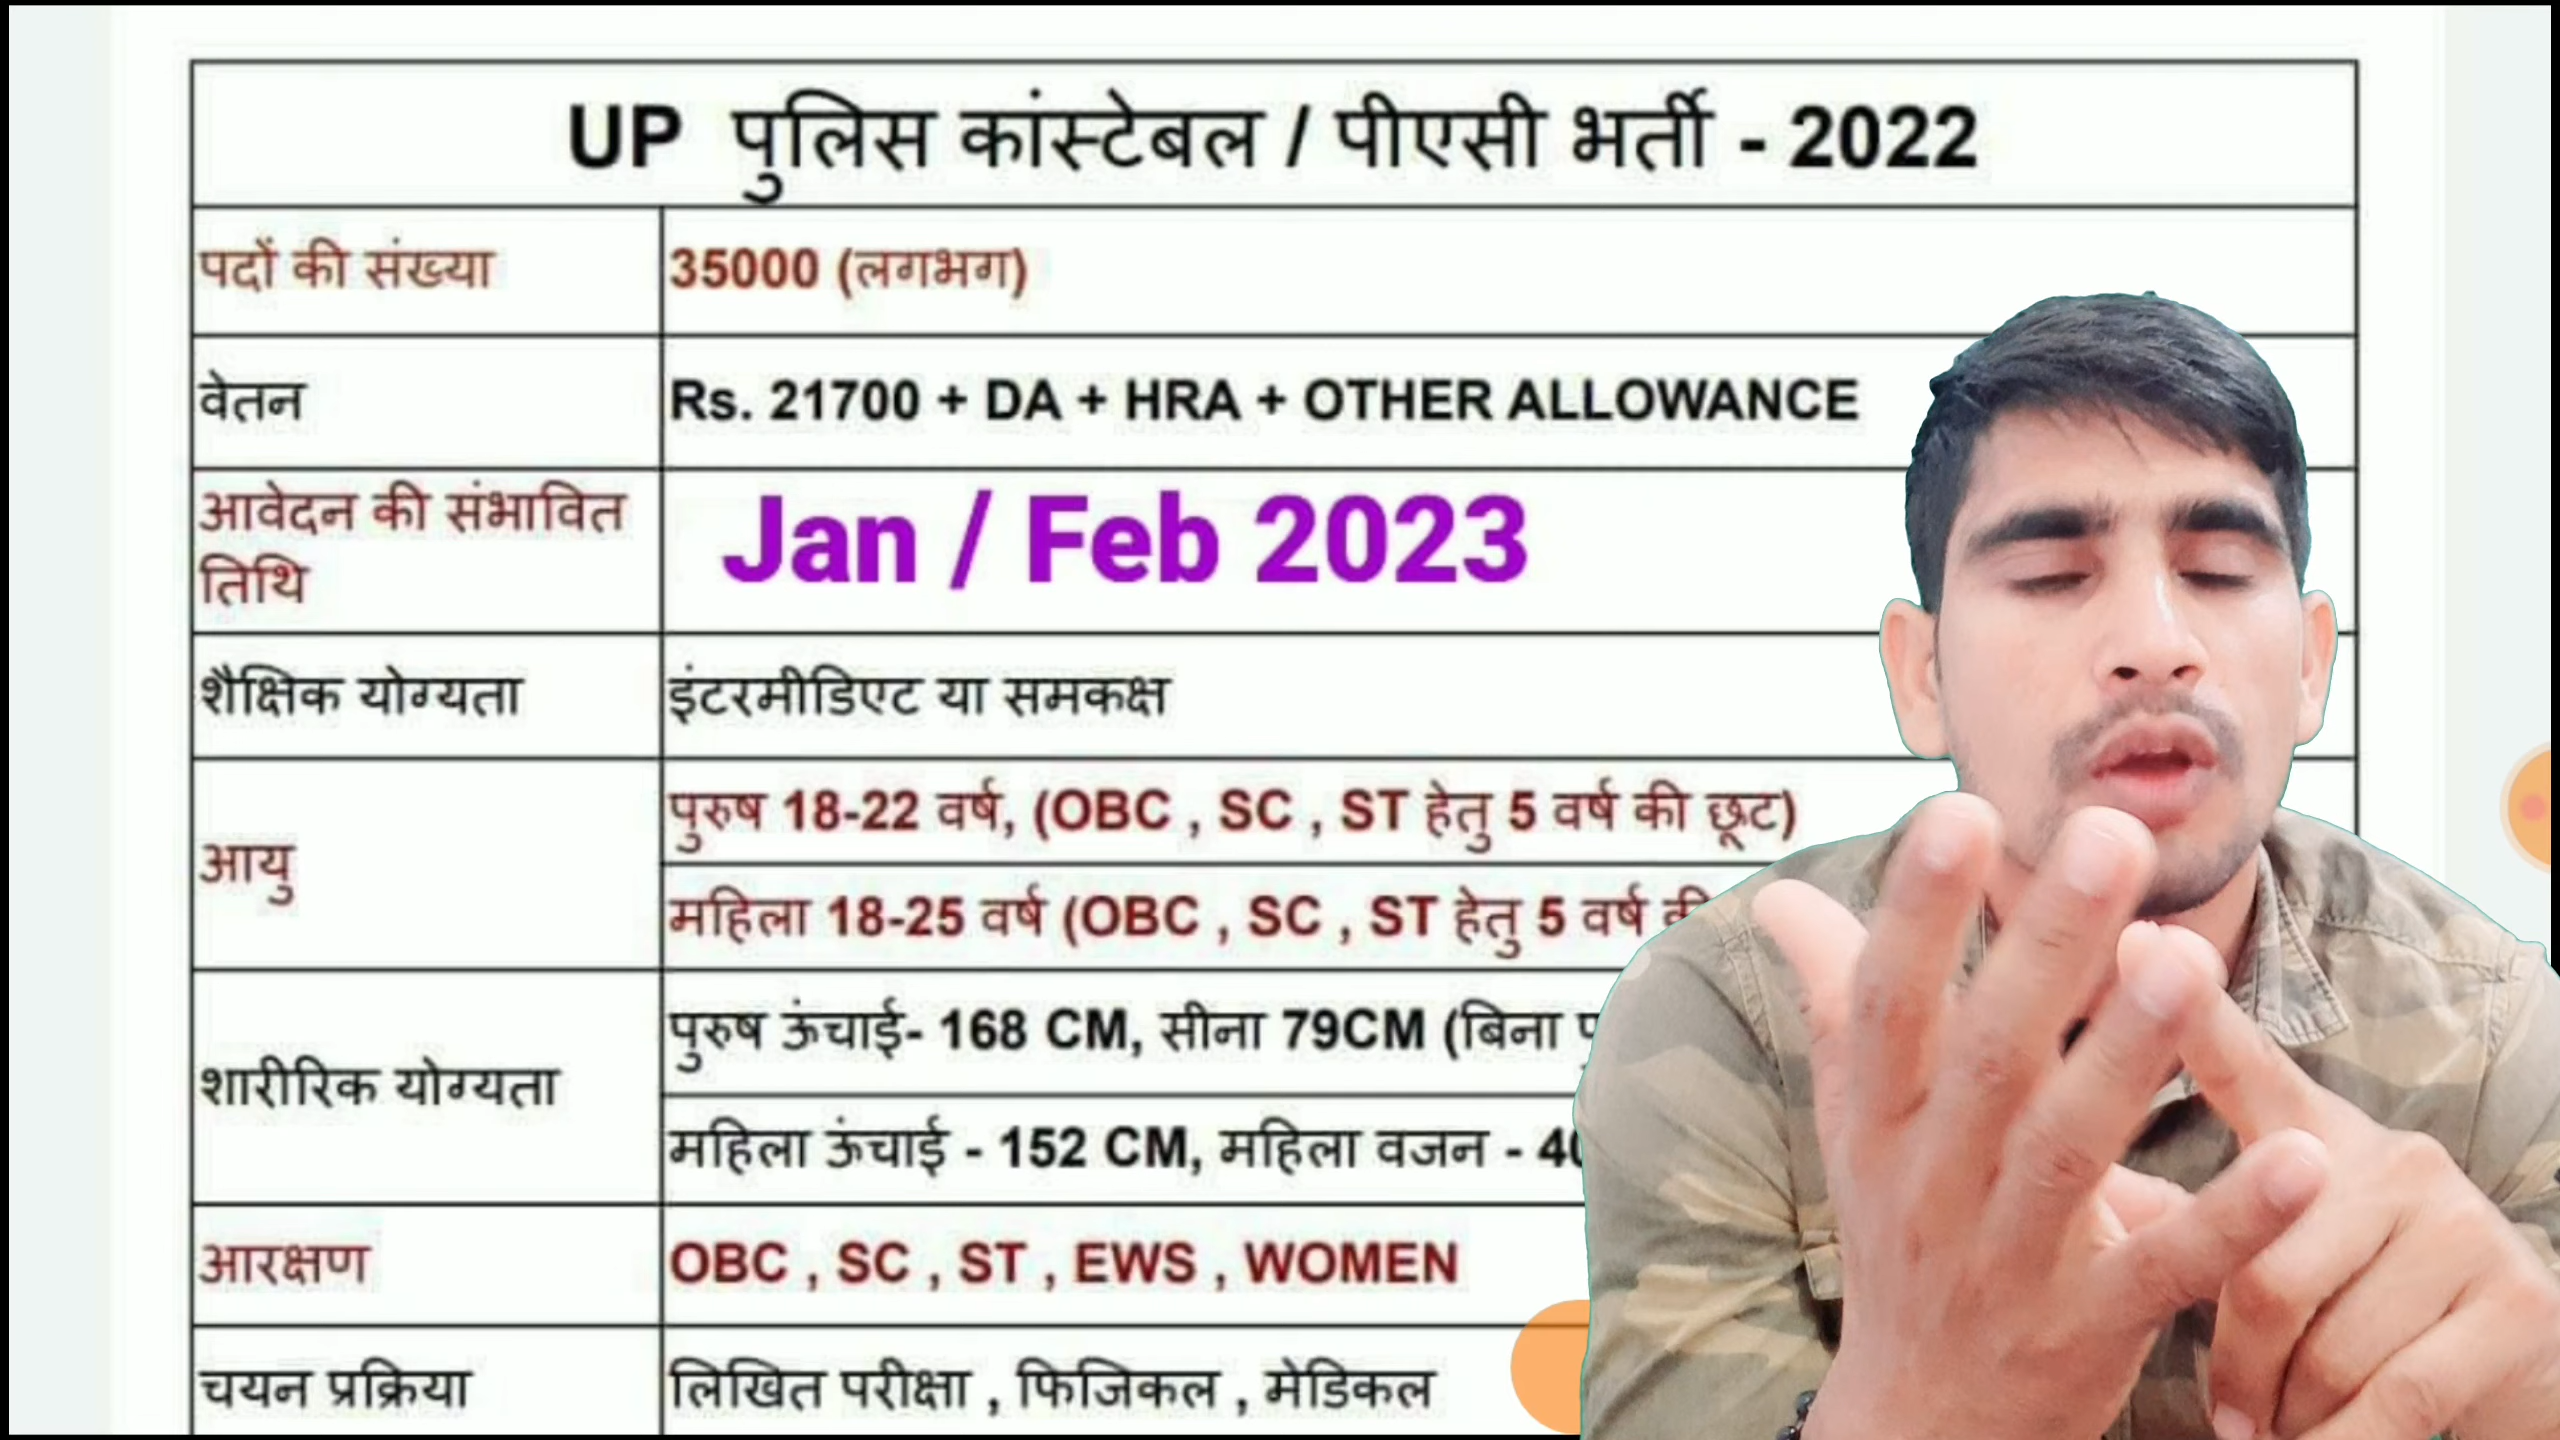 UP पुलिस कांस्टेबल / पीएसी भर्ती - 2022
पदों की संख्या 35000 (लगभग)
वेतन Rs. 21700 + DA + HRA + OTHER ALLOWANCE
आवेदन की संभावित
तिथि
Jan / Feb 2023
शैक्षिक योग्यता इंटरमीडिएट या समकक्ष
आयु
पुरुष 18-22 वर्ष, (OBC , SC , ST हेतु 5 वर्ष की छूट)
महिला 18-25 वर्ष (OBC , SC , ST हेतु 5 वर्ष
शारीरिक योग्यता
पुरुष ऊंचाई- 168 CM, सीना 79CM (बिना
महिला ऊंचाई - 152 CM, महिला वजन -
आरक्षण OBC , SC , ST , EWS , WOMEN
चयन प्रक्रिया लिखित परीक्षा , फिजिकल , मेडिकल